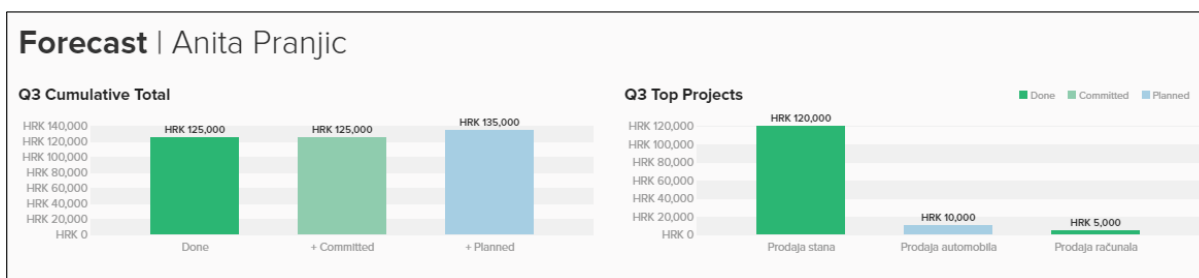 Forecast | Anita Pranjic
Q3 Cumulative Total
HRK 140,000
HRK 120,000
HRK 100,000
HRK 80,000
HRK 60,000
HRK 40,000
HRK 20,000
HRK 0
HRK 125,000
HRK 125,000
HRK 135,000
Done
+ Committed
+ Planned
Q3 Top Projects
Done
Committed
Planned
HRK 120,000
HRK 100,000
HRK 80,000
HRK 60,000
HRK 40,000
HRK 20,000
HRK 0
HRK 120,000
HRK 10,000
HRK 5,000
Prodaja stana
Prodaja automobila
Prodaja računala